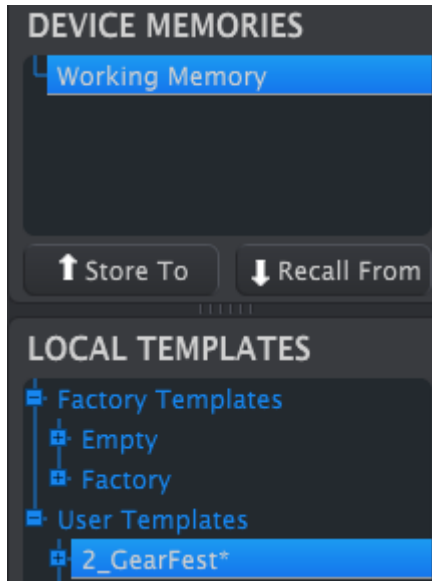 DEVICE MEMORIES
Working Memory
Store To
Recall From
LOCAL TEMPLATES
Factory Templates
Empty
Factory
User Templates
2_GearFest*